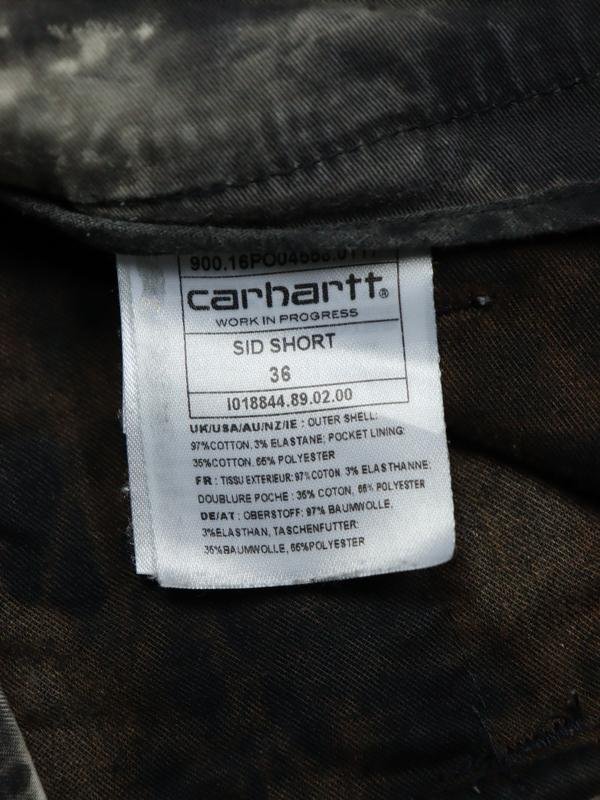 carhartt®
WORK IN PROGRESS
SID SHORT
36
I018844.89.02.00
UK/USA/AU/NZ/IE : OUTER SHELL:
97%COTTON, 3% ELASTANE; POCKET LINING:
35%COTTON, 65% POLYESTER
FR : TISSU EXTERIEUR: 97%COTON, 3% ELASTHANNE;
DOUBLURE POCHE : 35% COTON, 65% POLYESTER
DE/AT : OBERSTOFF: 97% BAUMWOLLE,
3%ELASTHAN, TASCHENFUTTER:
35%BAUMWOLLE, 65%POLYESTER